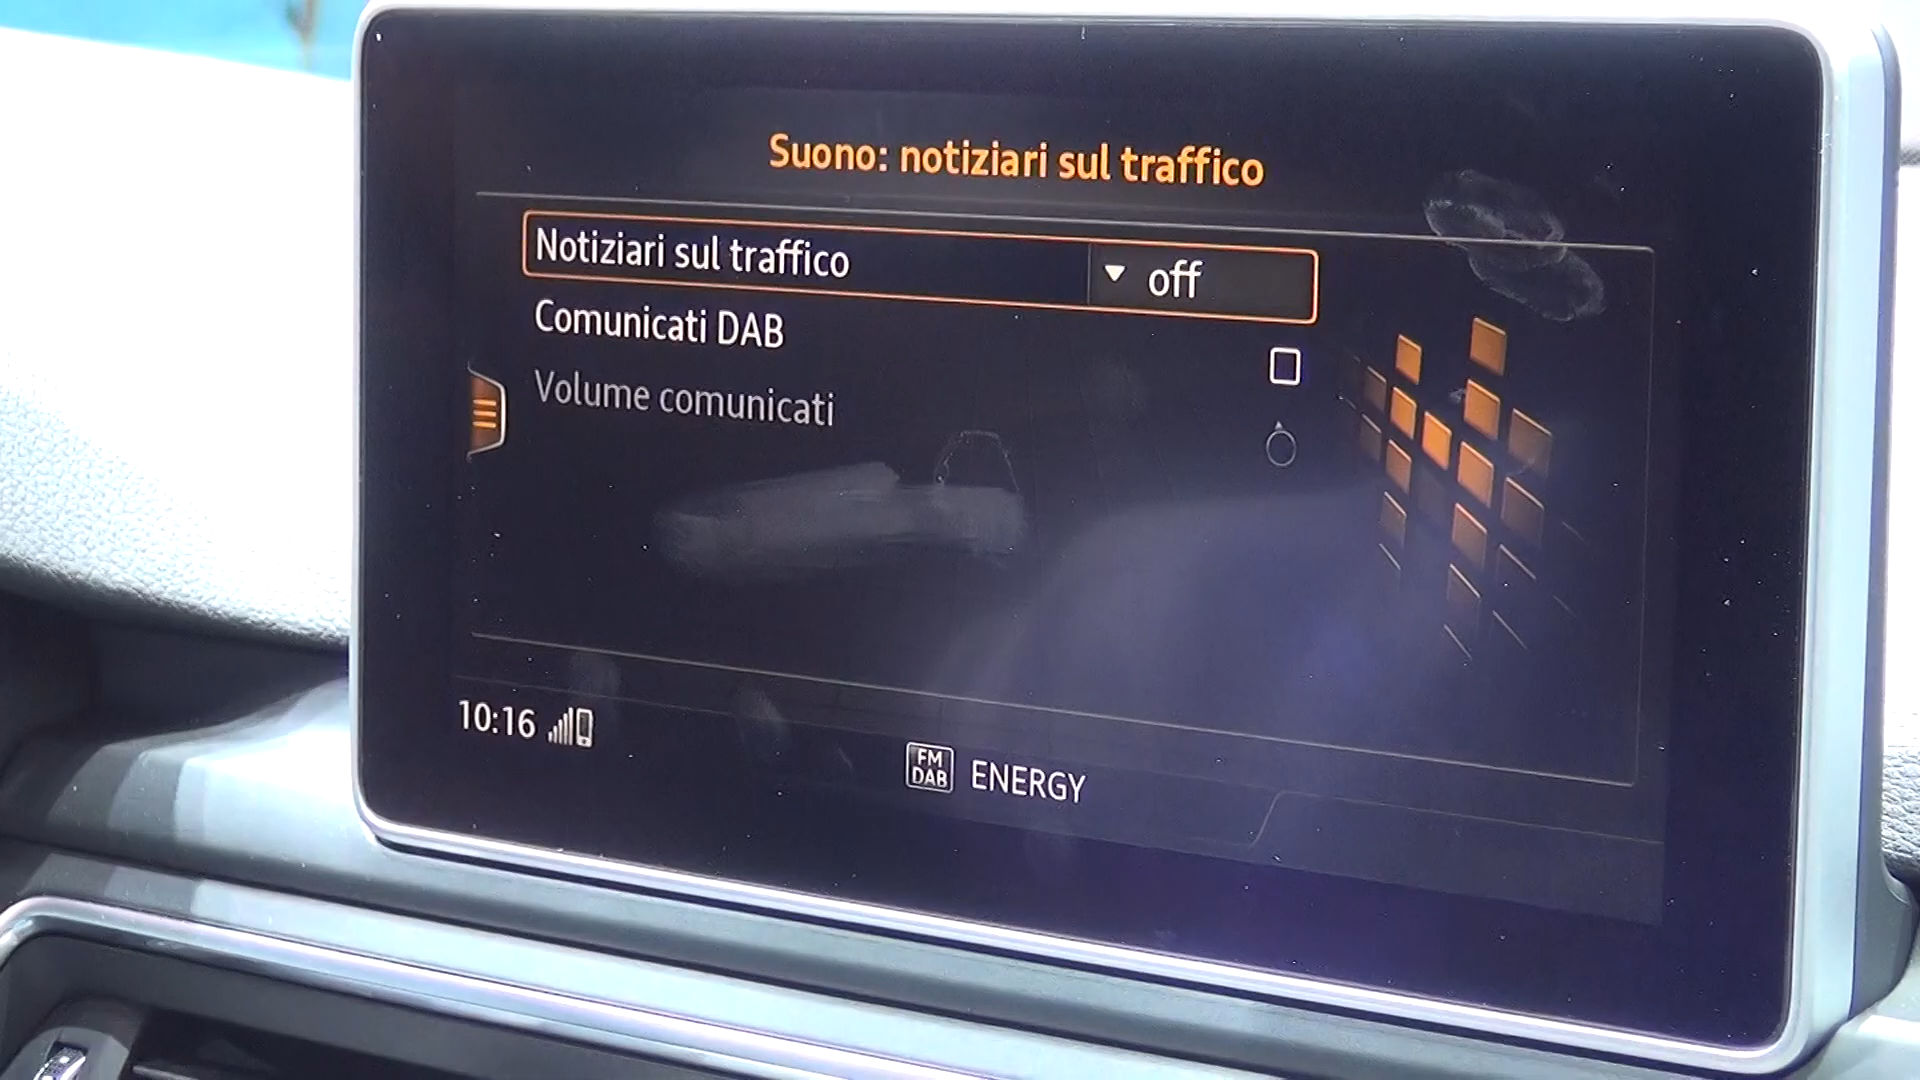 Suono: notiziari sul traffico
Notiziari sul traffico off
Comunicati DAB
Volume comunicati
10:16
FM DAB ENERGY